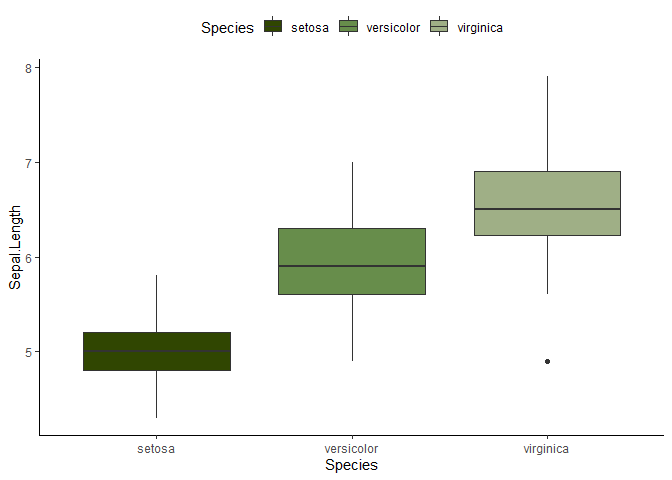 Species setosa versicolor virginica
8
7
6
5
Sepal.Length
setosa versicolor virginica
Species